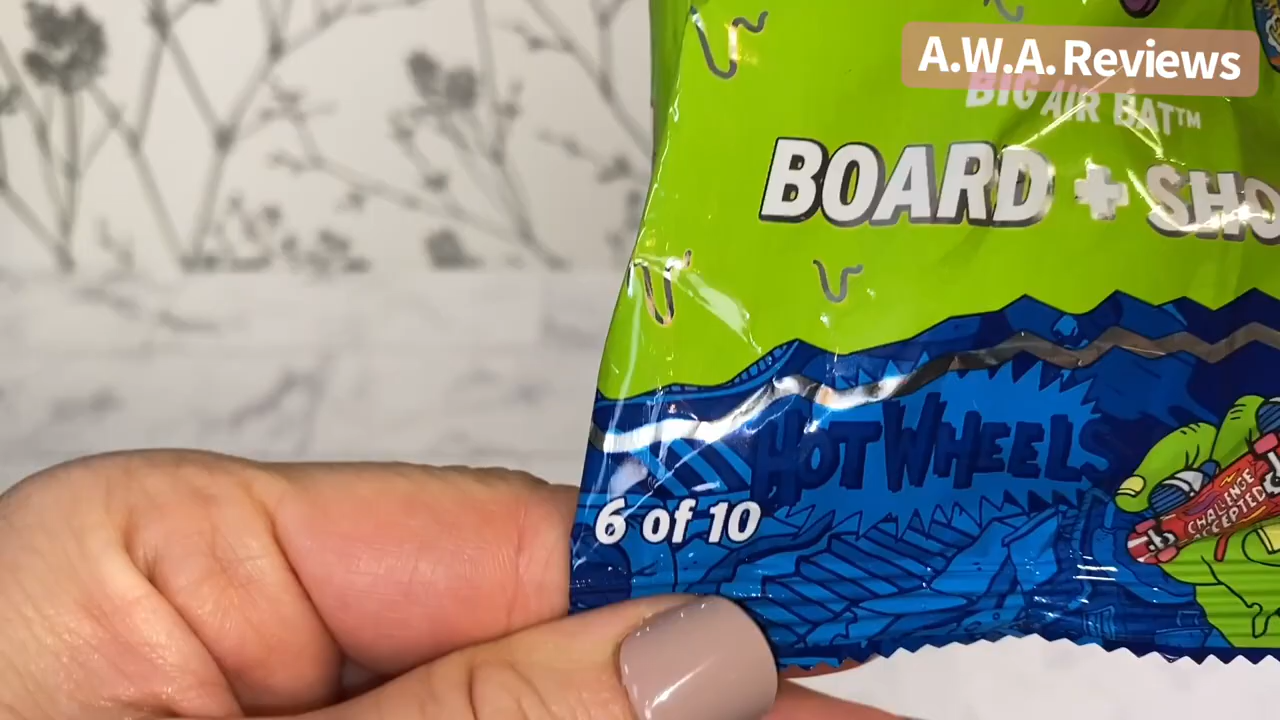 A.W.A. Reviews
BIG AIR BAT™
BOARD + SHO
HOT WHEELS
6 of 10
CHALLENGE
ACCEPTED